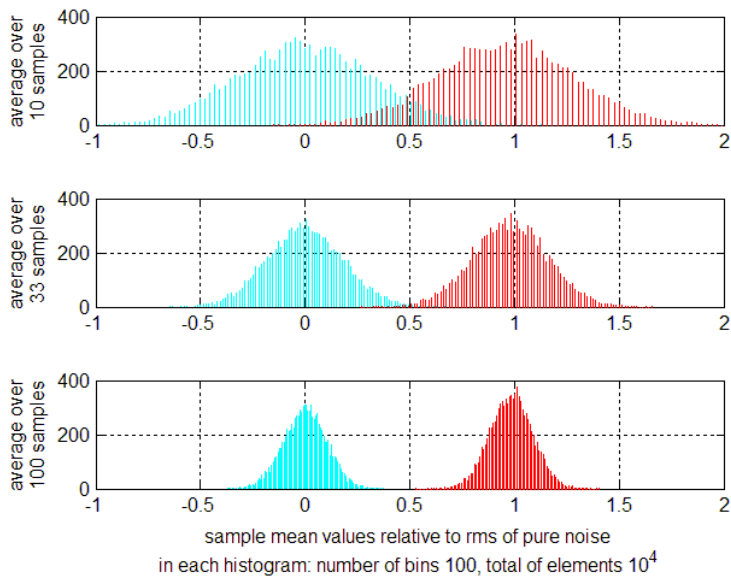 average over
10 samples
400
200
0
-1 -0.5 0 0.5 1 1.5 2
average over
33 samples
400
200
0
-1 -0.5 0 0.5 1 1.5 2
average over
100 samples
400
200
0
-1 -0.5 0 0.5 1 1.5 2
sample mean values relative to rms of pure noise
in each histogram: number of bins 100, total of elements 10^4